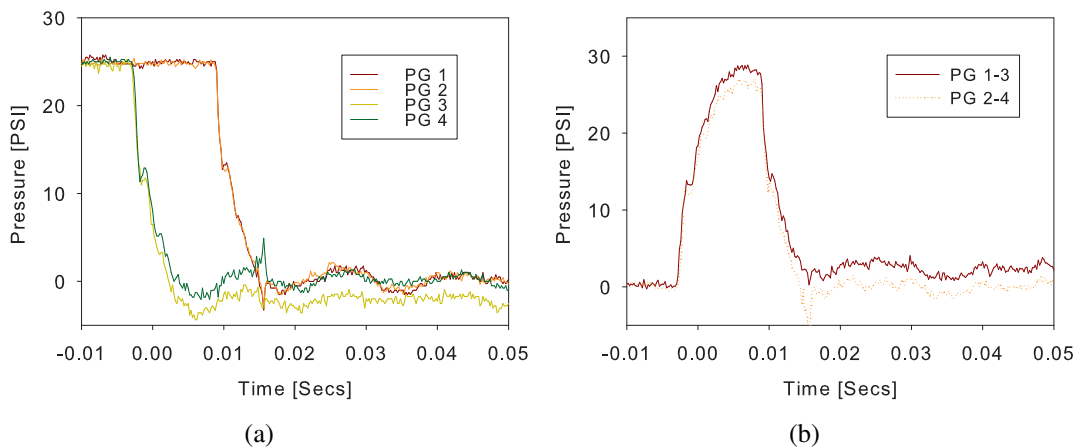 30
20
10
0
Pressure [PSI]
PG 1
PG 2
PG 3
PG 4
-0.01 0.00 0.01 0.02 0.03 0.04 0.05
Time [Secs]
(a)
30
20
10
0
Pressure [PSI]
PG 1-3
PG 2-4
-0.01 0.00 0.01 0.02 0.03 0.04 0.05
Time [Secs]
(b)